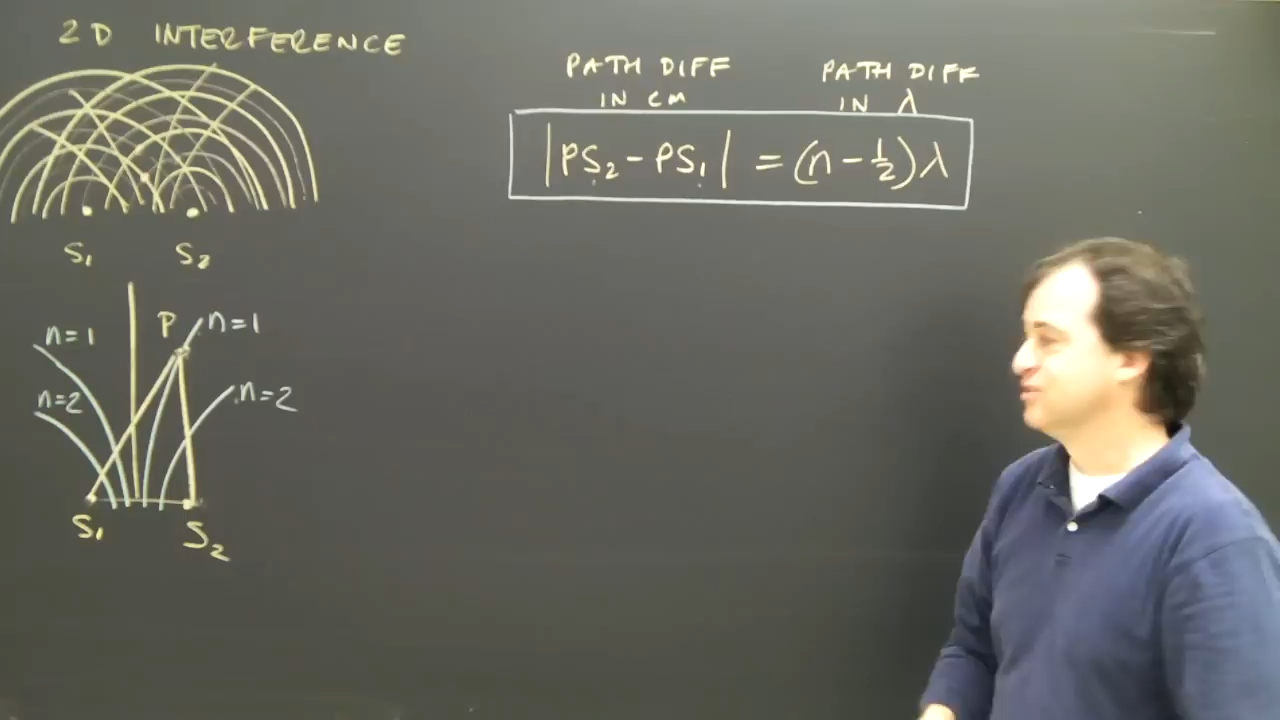 2D INTERFERENCE
PATH DIFF
IN CM
PATH DIFF
IN λ
|PS₂ - PS₁| = (n - ½)λ
S₁ S₂
n=1 P n=1
n=2 n=2
S₁ S₂